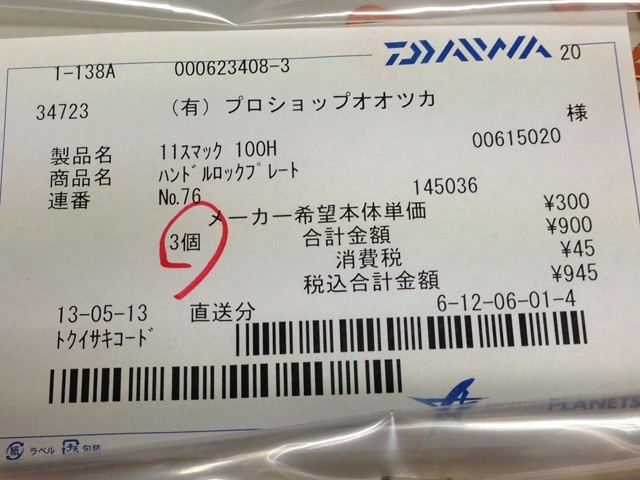 DAIWA 20
1-138A 000623408-3
34723 (有) プロショップオオツカ 様
00615020
製品名 11スマック 100H
商品名 ハンドルロックプレート
連番 No.76 145036
メーカー希望本体単価 ¥300
3個 合計金額 ¥900
消費税 ¥45
税込合計金額 ¥945
13-05-13 直送分 6-12-06-01-4
トクイサキコード
PLANETS
紙 ラベル プラ